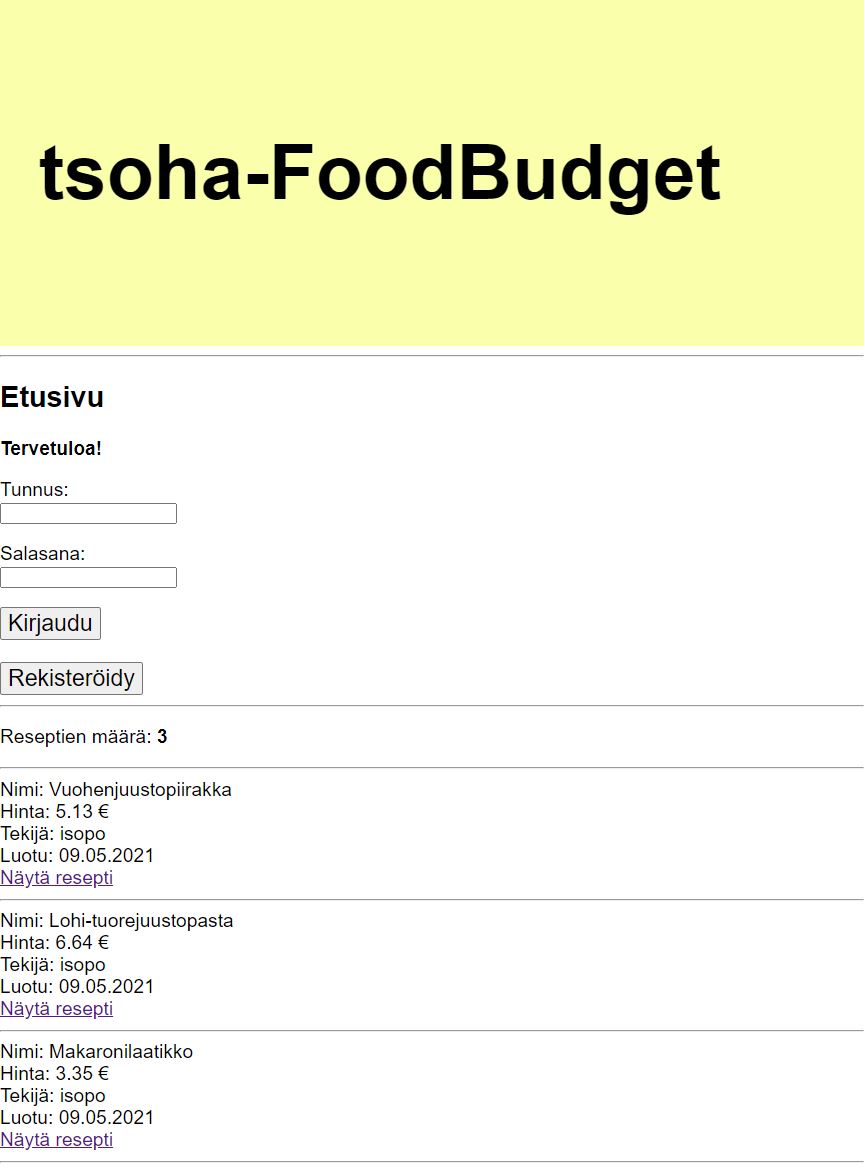 tsoha-FoodBudget
Etusivu
Tervetuloa!
Tunnus:
Salasana:
Kirjaudu
Rekisteröidy
Reseptien määrä: 3
Nimi: Vuohenjuustopiirakka
Hinta: 5.13 €
Tekijä: isopo
Luotu: 09.05.2021
Näytä resepti
Nimi: Lohi-tuorejuustopasta
Hinta: 6.64 €
Tekijä: isopo
Luotu: 09.05.2021
Näytä resepti
Nimi: Makaronilaatikko
Hinta: 3.35 €
Tekijä: isopo
Luotu: 09.05.2021
Näytä resepti